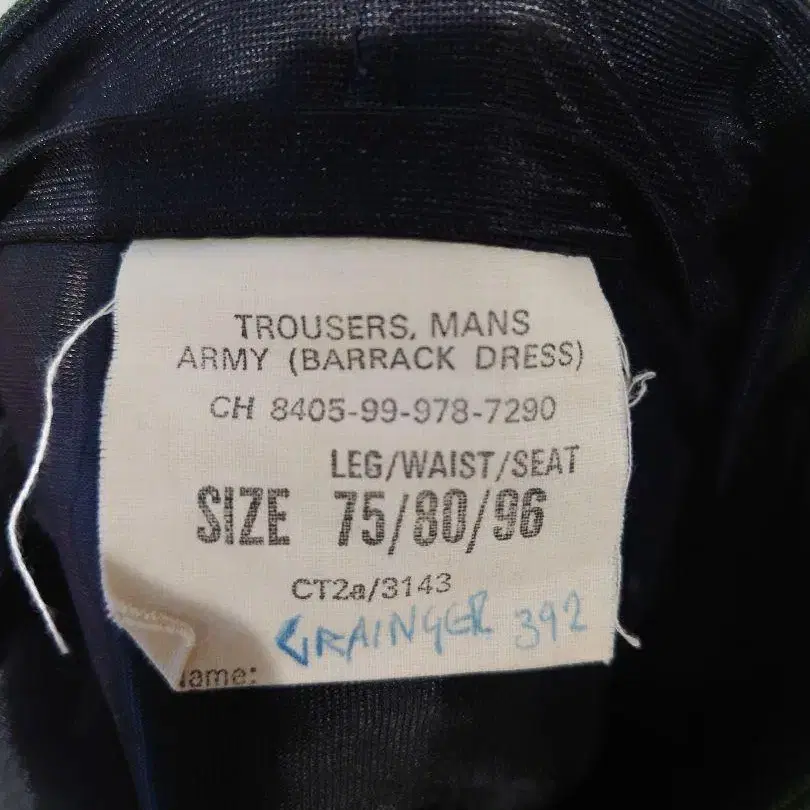 TROUSERS, MANS
ARMY (BARRACK DRESS)
CH 8405-99-978-7290
LEG/WAIST/SEAT
SIZE 75/80/96
CT2a/3143
GRAINGER 392
ame: